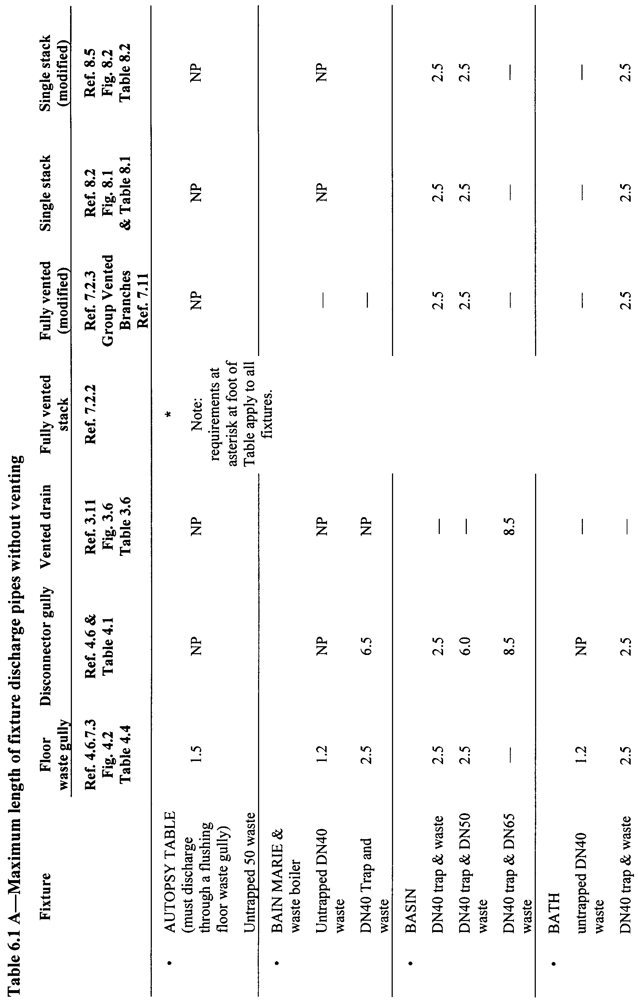 Table 6.1 A—Maximum length of fixture discharge pipes without venting
Fixture Floor Disconnector gully Vented drain Fully vented Fully vented Single stack Single stack
waste gully stack (modified) (modified)
Ref. 4.6.7.3 Ref. 4.6 & Ref. 3.11 Ref. 7.2.2 Ref. 7.2.3 Ref. 8.2 Ref. 8.5
Fig. 4.2 Table 4.1 Fig. 3.6 Group Vented Fig. 8.1 Fig. 8.2
Table 4.4 Table 3.6 Branches & Table 8.1 Table 8.2
Ref. 7.11
• AUTOPSY TABLE *
(must discharge 1.5 NP NP Note: NP NP NP
through a flushing requirements at
floor waste gully) asterisk at foot of
Untrapped 50 waste Table apply to all
fixtures.
• BAIN MARIE &
waste boiler
Untrapped DN40 1.2 NP NP — NP NP
waste
DN40 Trap and 2.5 6.5 NP —
waste
• BASIN
DN40 trap & waste 2.5 2.5 — 2.5 2.5 2.5
DN40 trap & DN50 2.5 6.0 — 2.5 2.5 2.5
waste
DN40 trap & DN65 — 8.5 8.5 — — —
waste
• BATH
untrapped DN40 1.2 NP — — — —
waste
DN40 trap & waste 2.5 2.5 — 2.5 2.5 2.5